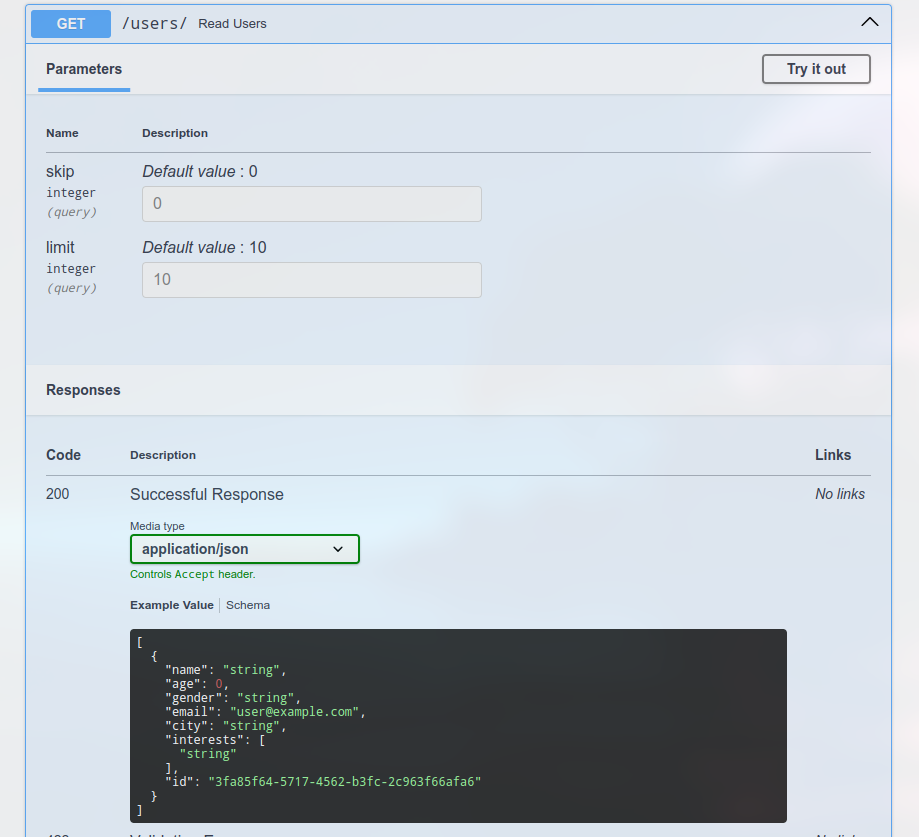 GET /users/ Read Users
Parameters
Try it out
Name Description
skip
integer
(query)
Default value : 0
0
limit
integer
(query)
Default value : 10
10
Responses
Code Description Links
200 Successful Response No links
Media type
application/json
Controls Accept header.
Example Value Schema
[
{
"name": "string",
"age": 0,
"gender": "string",
"email": "user@example.com",
"city": "string",
"interests": [
"string"
],
"id": "3fa85f64-5717-4562-b3fc-2c963f66afa6"
}
]